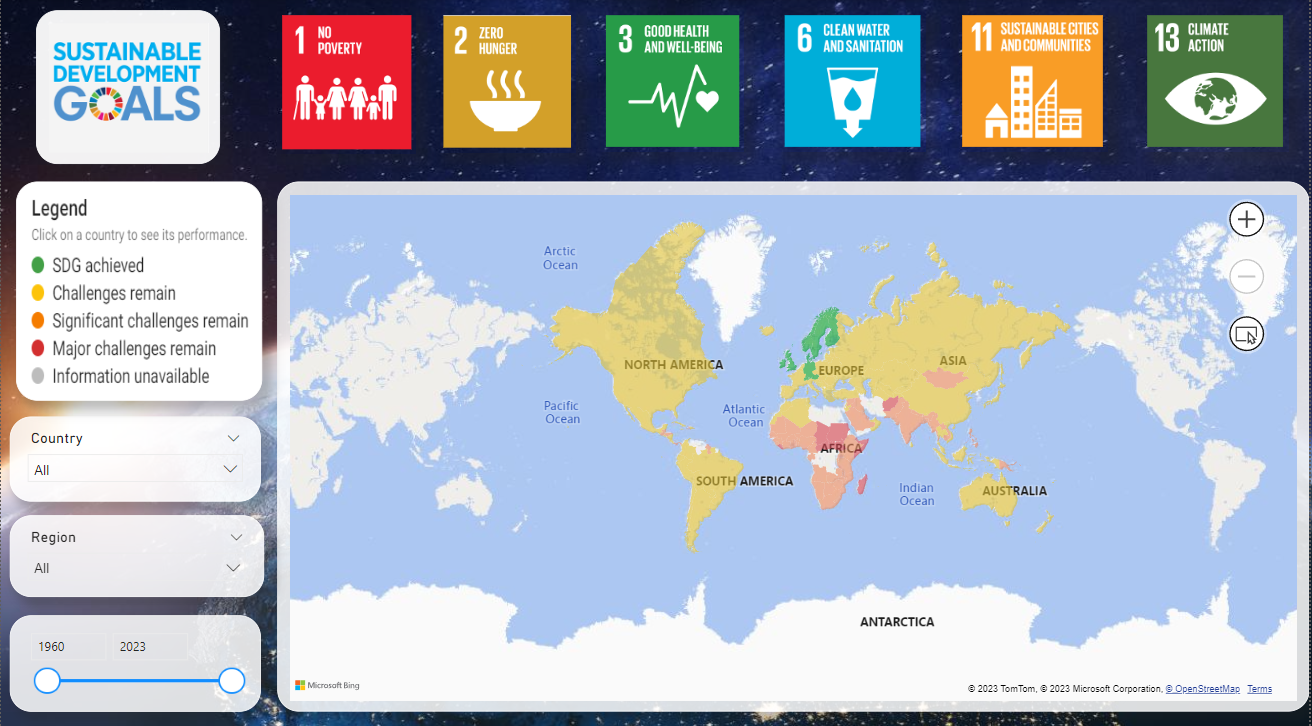 SUSTAINABLE
DEVELOPMENT
GOALS
1 NO
POVERTY
2 ZERO
HUNGER
3 GOOD HEALTH
AND WELL-BEING
6 CLEAN WATER
AND SANITATION
11 SUSTAINABLE CITIES
AND COMMUNITIES
13 CLIMATE
ACTION
Legend
Click on a country to see its performance.
SDG achieved
Challenges remain
Significant challenges remain
Major challenges remain
Information unavailable
Country
All
Region
All
1960 2023
Arctic
Ocean
NORTH AMERICA
EUROPE
ASIA
Pacific
Ocean
Atlantic
Ocean
AFRICA
SOUTH AMERICA
Indian
Ocean
AUSTRALIA
ANTARCTICA
Microsoft Bing
© 2023 TomTom, © 2023 Microsoft Corporation, © OpenStreetMap Terms